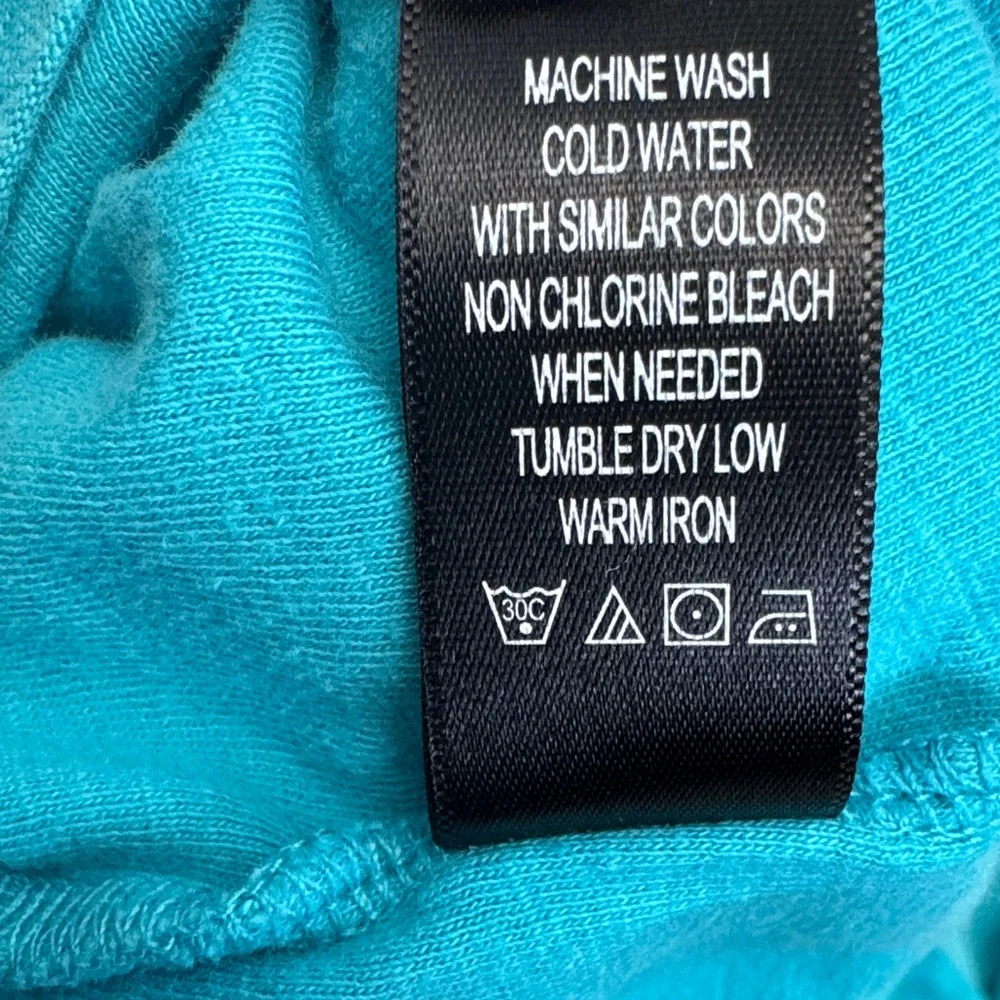 MACHINE WASH
COLD WATER
WITH SIMILAR COLORS
NON CHLORINE BLEACH
WHEN NEEDED
TUMBLE DRY LOW
WARM IRON
30C